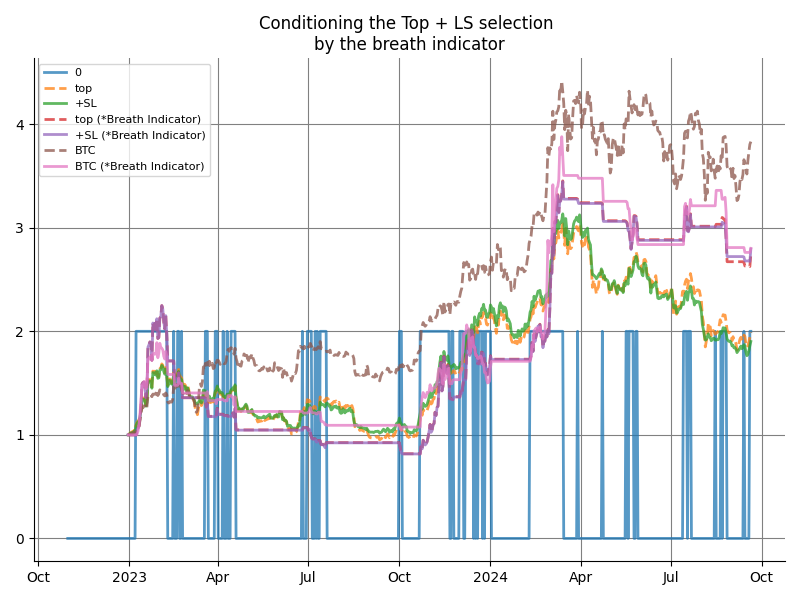 Conditioning the Top + LS selection
by the breath indicator
0
top
+SL
top (*Breath Indicator)
+SL (*Breath Indicator)
BTC
BTC (*Breath Indicator)
4
3
2
1
0
Oct
2023
Apr
Jul
Oct
2024
Apr
Jul
Oct